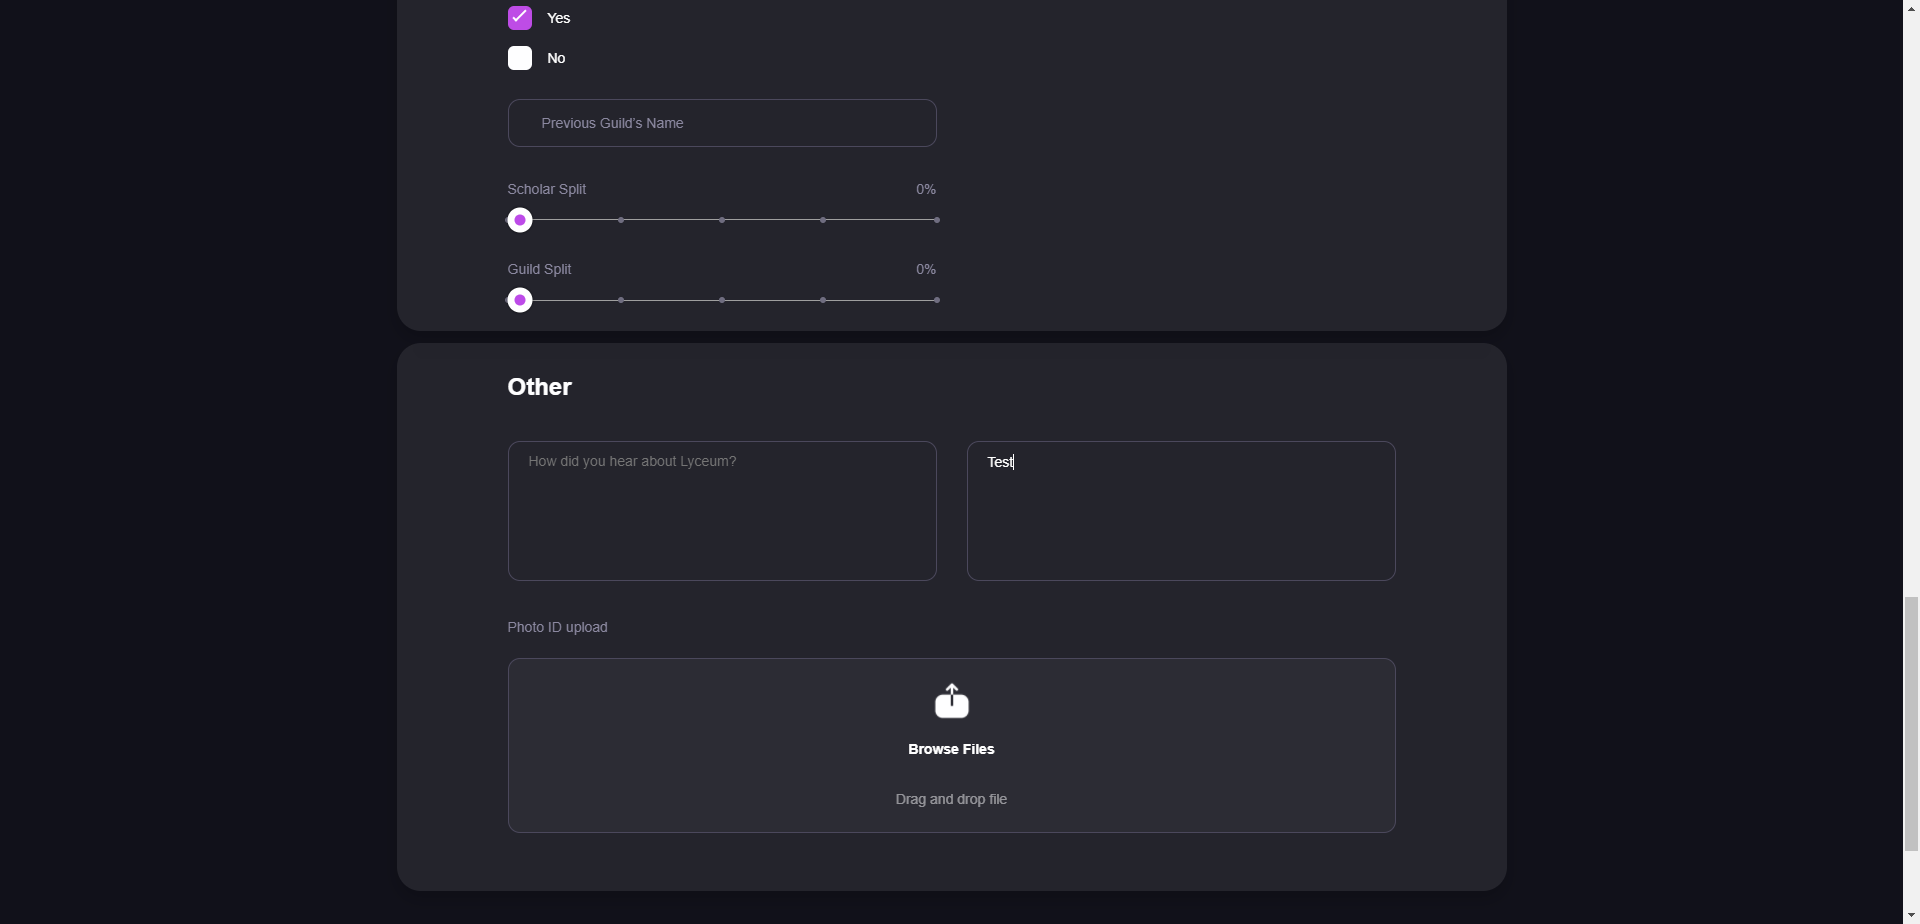 Yes
No
Previous Guild's Name
Scholar Split 0%
Guild Split 0%
Other
How did you hear about Lyceum?
Test
Photo ID upload
Browse Files
Drag and drop file